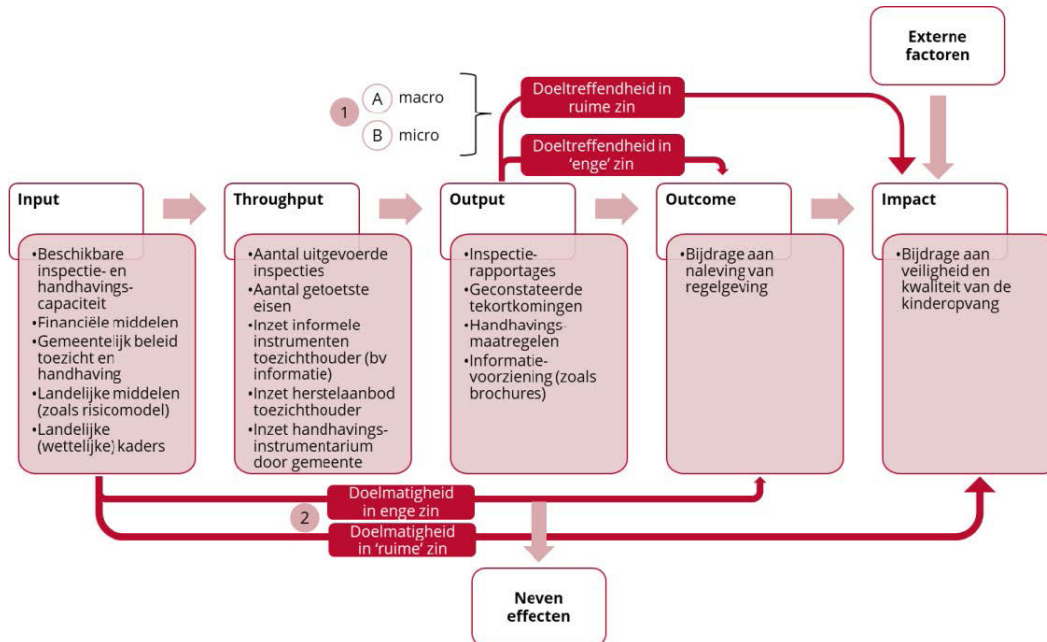 Externe
factoren
1
A macro
B micro
Doeltreffendheid in
ruime zin
Doeltreffendheid in
'enge' zin
Input
•Beschikbare
inspectie- en
handhavings-
capaciteit
•Financiële middelen
•Gemeentelijk beleid
toezicht en
handhaving
•Landelijke middelen
(zoals risicomodel)
•Landelijke
(wettelijke) kaders
Throughput
•Aantal uitgevoerde
inspecties
•Aantal getoetste
eisen
•Inzet informele
instrumenten
toezichthouder (bv
informatie)
•Inzet herstelaanbod
toezichthouder
•Inzet handhavings-
instrumentarium
door gemeente
Output
•Inspectie-
rapportages
•Geconstateerde
tekortkomingen
•Handhavings-
maatregelen
•Informatie-
voorziening (zoals
brochures)
Outcome
•Bijdrage aan
naleving van
regelgeving
Impact
•Bijdrage aan
veiligheid en
kwaliteit van de
kinderopvang
2
Doelmatigheid
in enge zin
Doelmatigheid
in 'ruime' zin
Neven
effecten